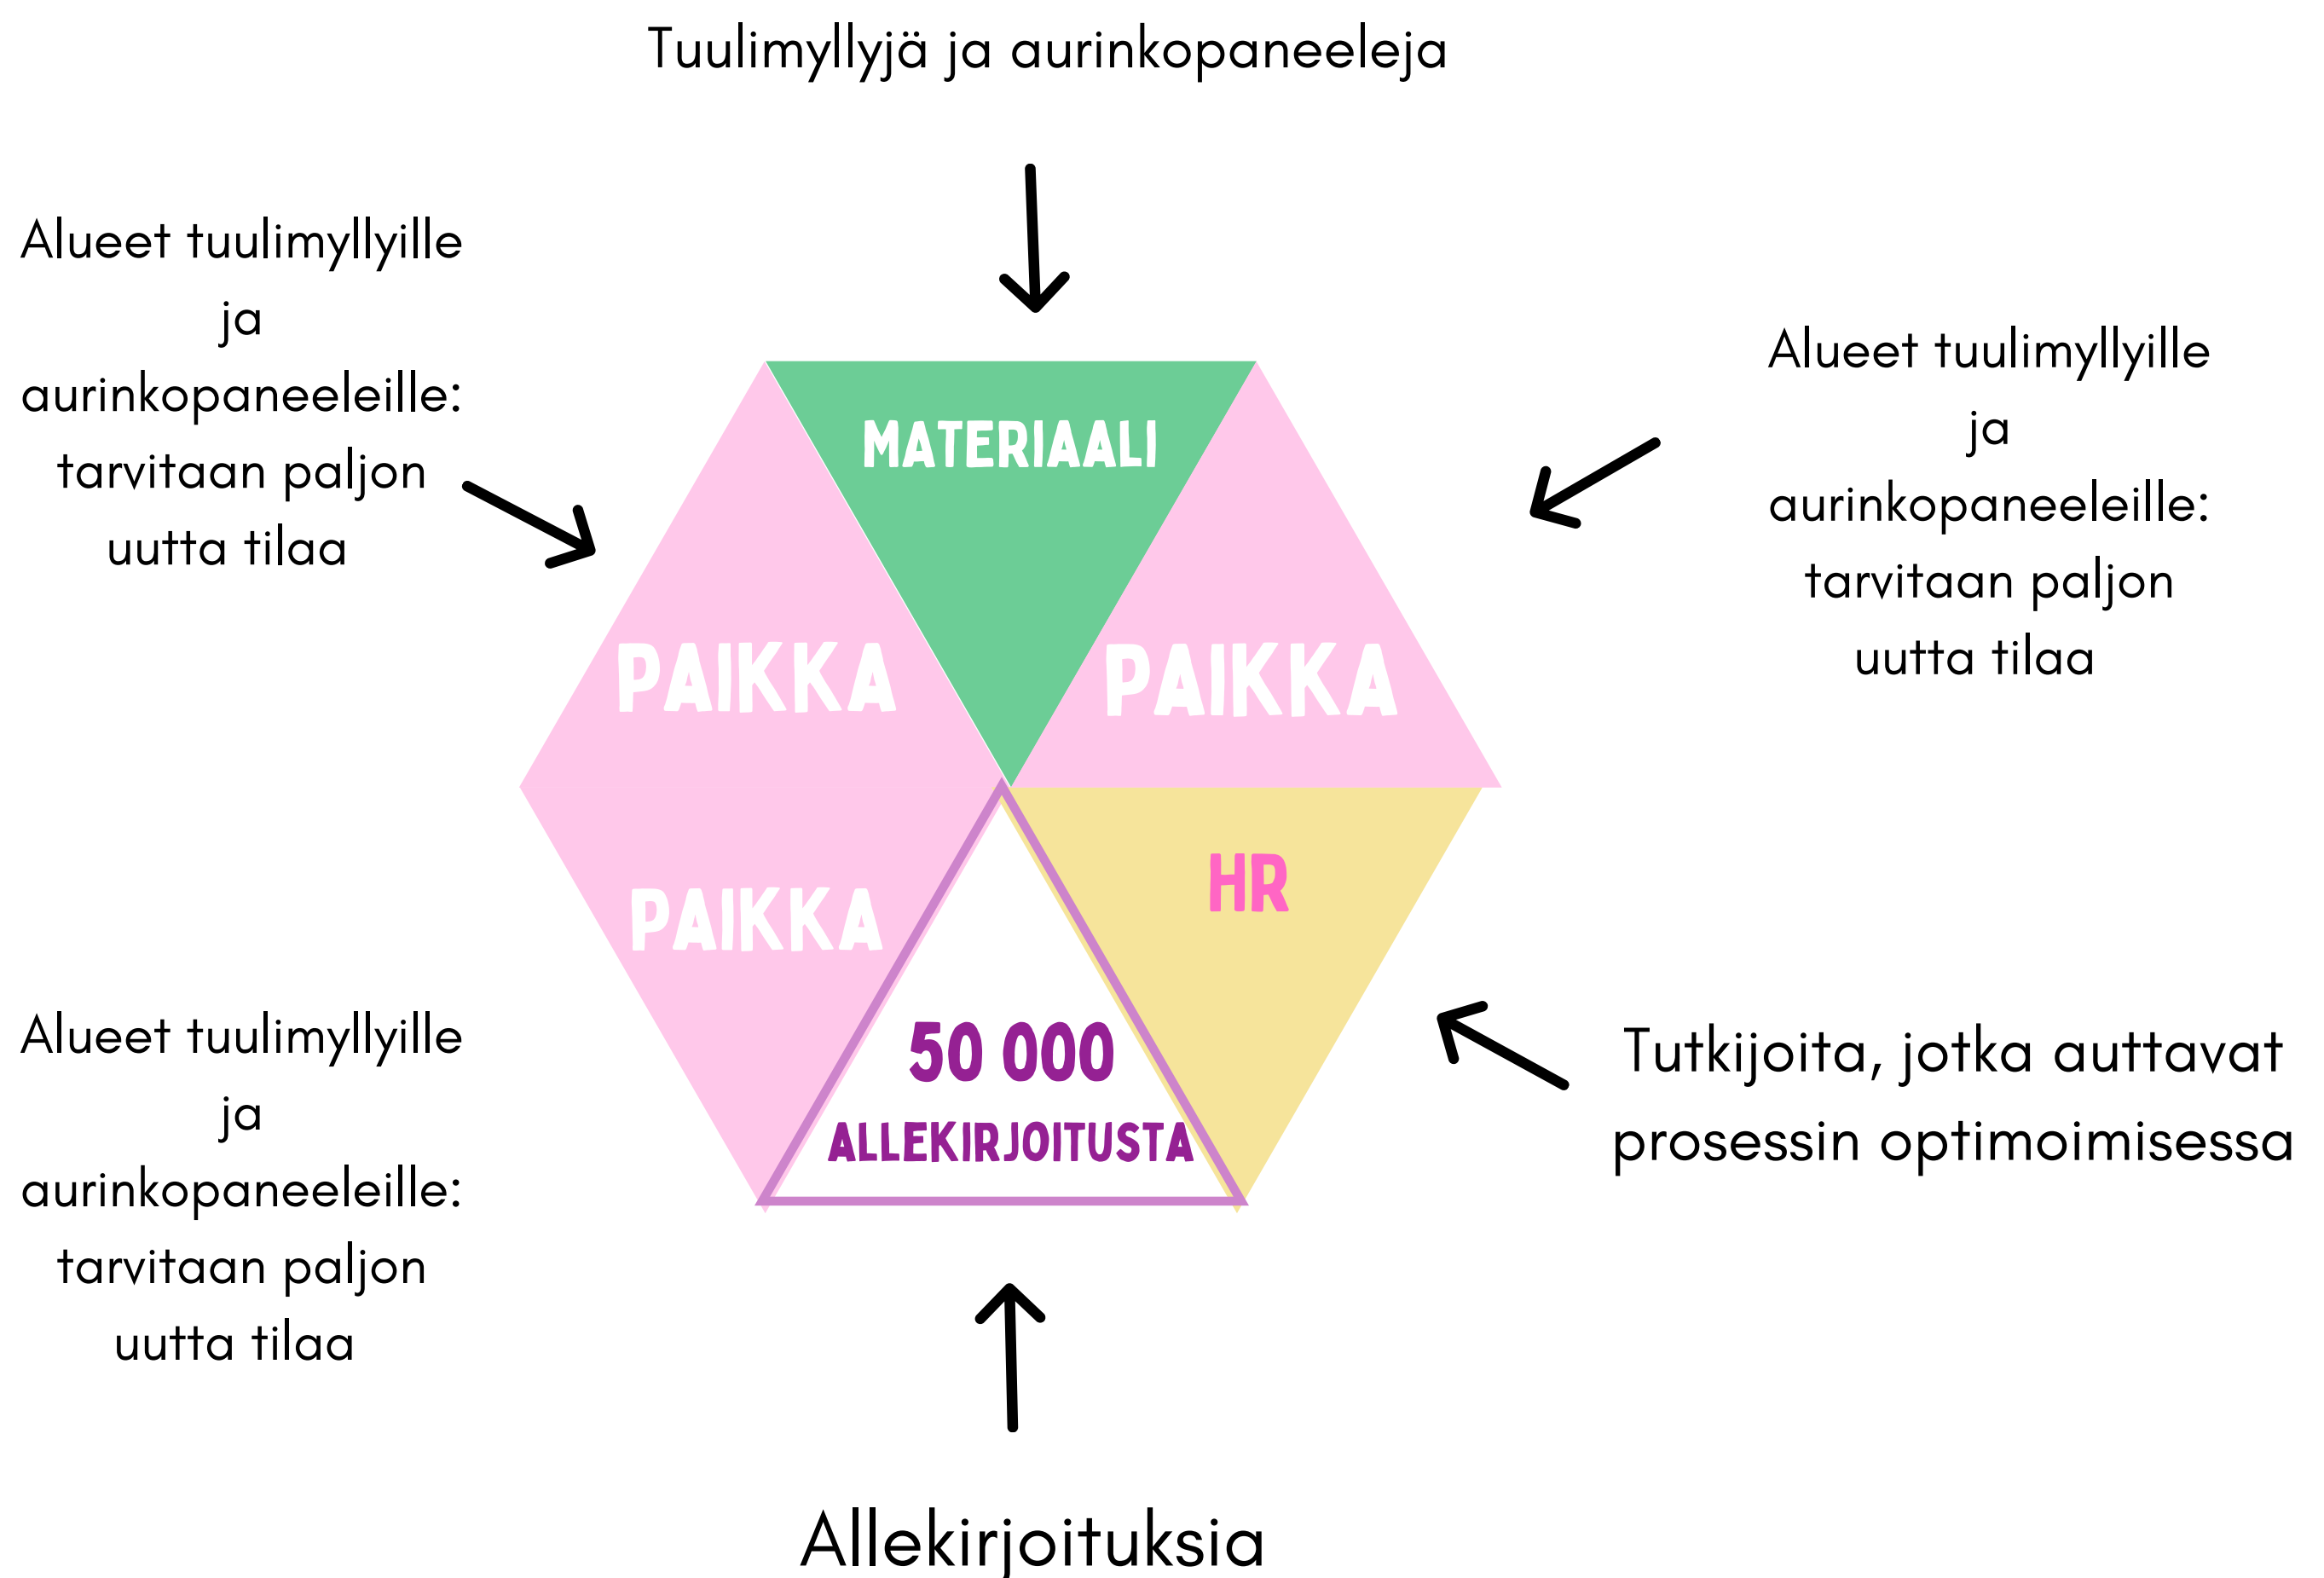 Tuulimyllyjä ja aurinkopaneeleja
Alueet tuulimyllyille
ja
aurinkopaneeleille:
tarvitaan paljon
uutta tilaa
Alueet tuulimyllyille
ja
aurinkopaneeleille:
tarvitaan paljon
uutta tilaa
MATERIAALI
PAIKKA
PAIKKA
HR
PAIKKA
50 000
ALLEKIRJOITUSTA
Alueet tuulimyllyille
ja
aurinkopaneeleille:
tarvitaan paljon
uutta tilaa
Tutkijoita, jotka auttavat
prosessin optimoimisessa
Allekirjoituksia